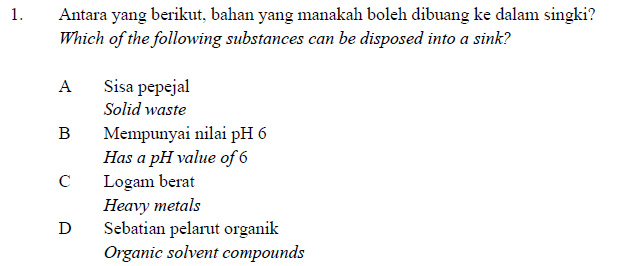 1. Antara yang berikut, bahan yang manakah boleh dibuang ke dalam singki?
Which of the following substances can be disposed into a sink?
A Sisa pepejal
Solid waste
B Mempunyai nilai pH 6
Has a pH value of 6
C Logam berat
Heavy metals
D Sebatian pelarut organik
Organic solvent compounds